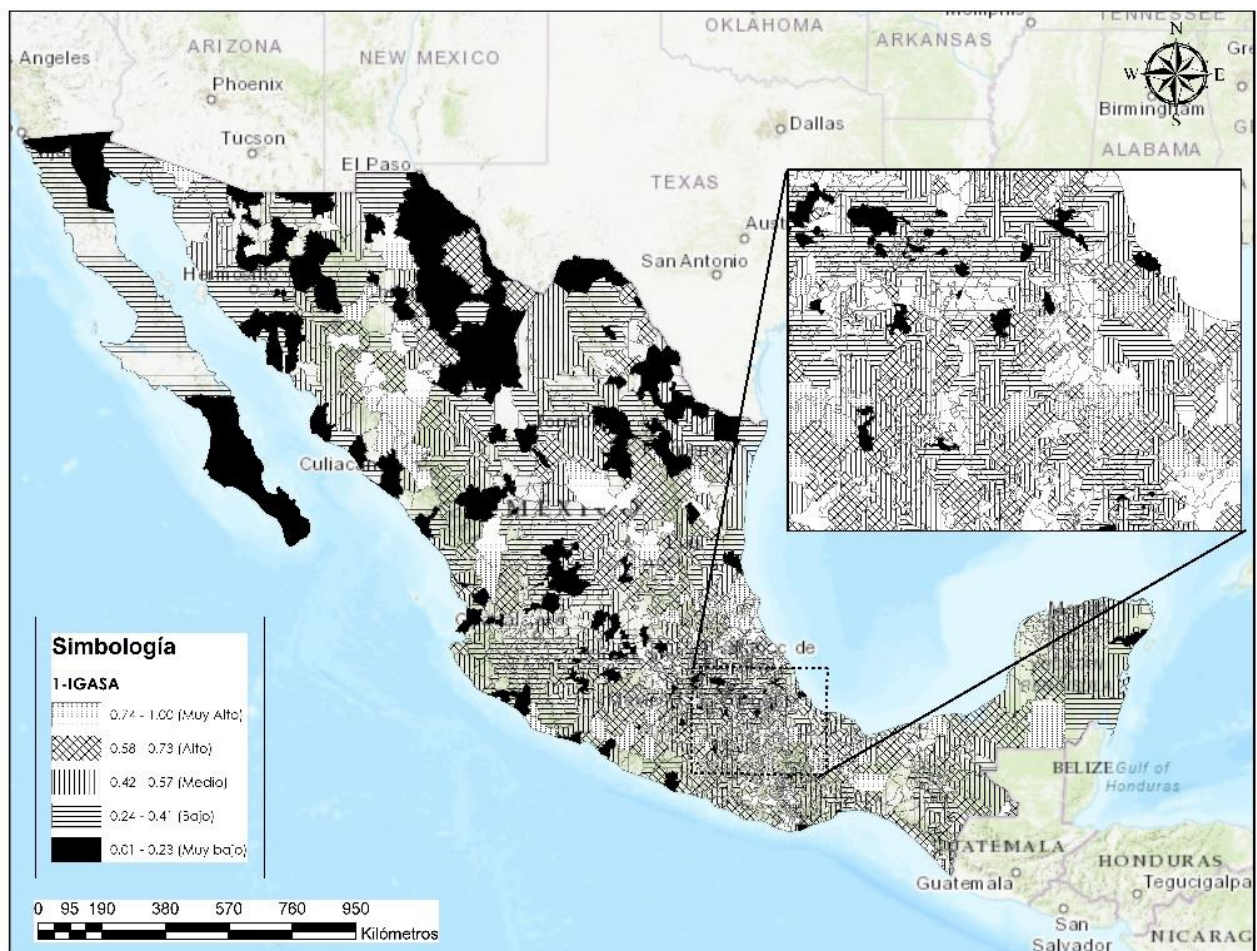 OKLAHOMA
TENNESSEE
ARIZONA
NEW MEXICO
ARKANSAS
Angeles
Phoenix
Birmingham
N
W E
S
Tucson
Dallas
ALABAMA
El Paso
TEXAS
San Antonio
Culiacan
MÉXICO
BELIZE
Gulf of
Honduras
GUATEMALA
HONDURAS
Guatemala
Tegucigalpa
San
Salvador
NICARAG
Simbología
1-IGASA
0.74 - 1.00 (Muy Alto)
0.58 - 0.73 (Alto)
0.42 - 0.57 (Medio)
0.24 - 0.41 (Bajo)
0.01 - 0.23 (Muy bajo)
0 95 190 380 570 760 950
Kilómetros